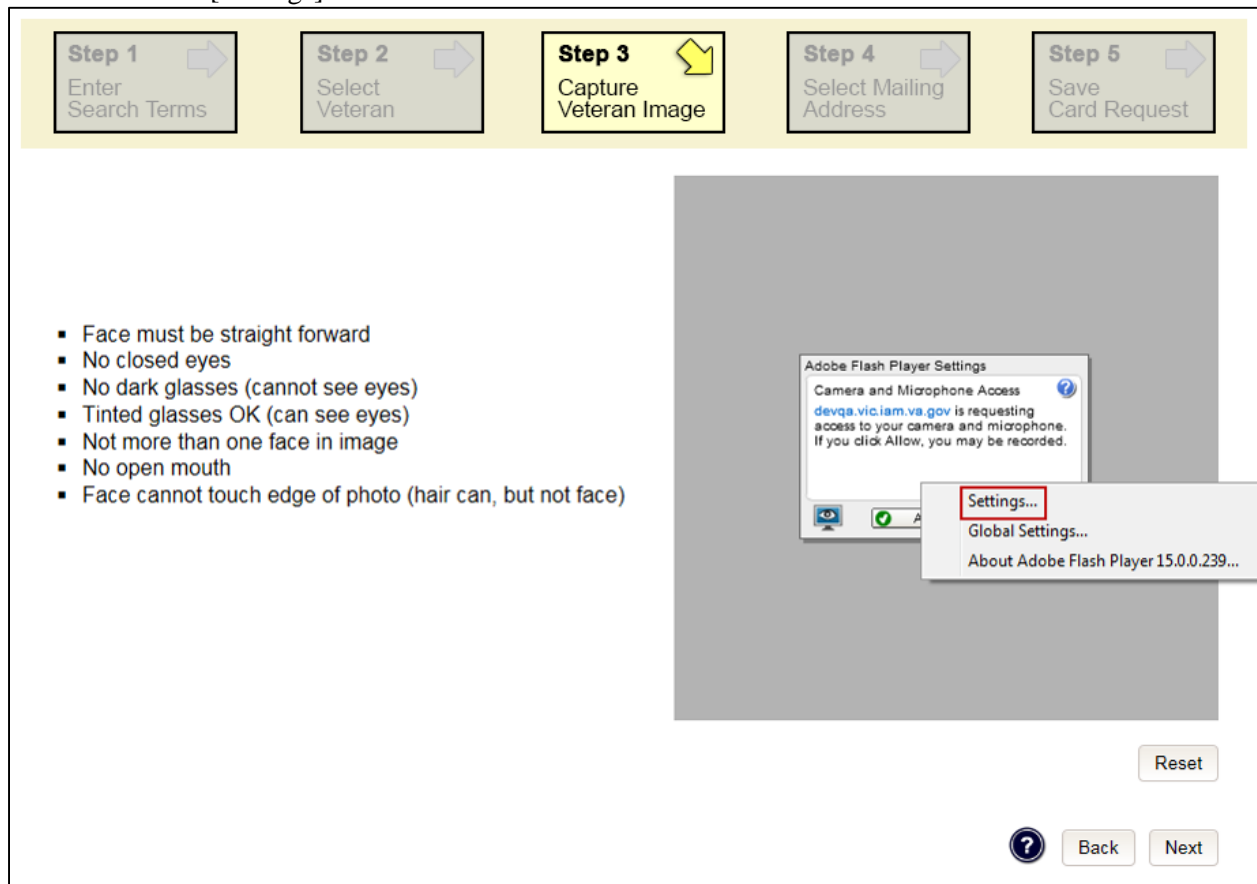 Step 1
Enter
Search Terms
Step 2
Select
Veteran
Step 3
Capture
Veteran Image
Step 4
Select Mailing
Address
Step 5
Save
Card Request
▪ Face must be straight forward
▪ No closed eyes
▪ No dark glasses (cannot see eyes)
▪ Tinted glasses OK (can see eyes)
▪ Not more than one face in image
▪ No open mouth
▪ Face cannot touch edge of photo (hair can, but not face)
Adobe Flash Player Settings
Camera and Microphone Access
?
devqa.vic.iam.va.gov is requesting
access to your camera and microphone.
If you click Allow, you may be recorded.
Settings...
Global Settings...
About Adobe Flash Player 15.0.0.239...
Reset
?
Back
Next